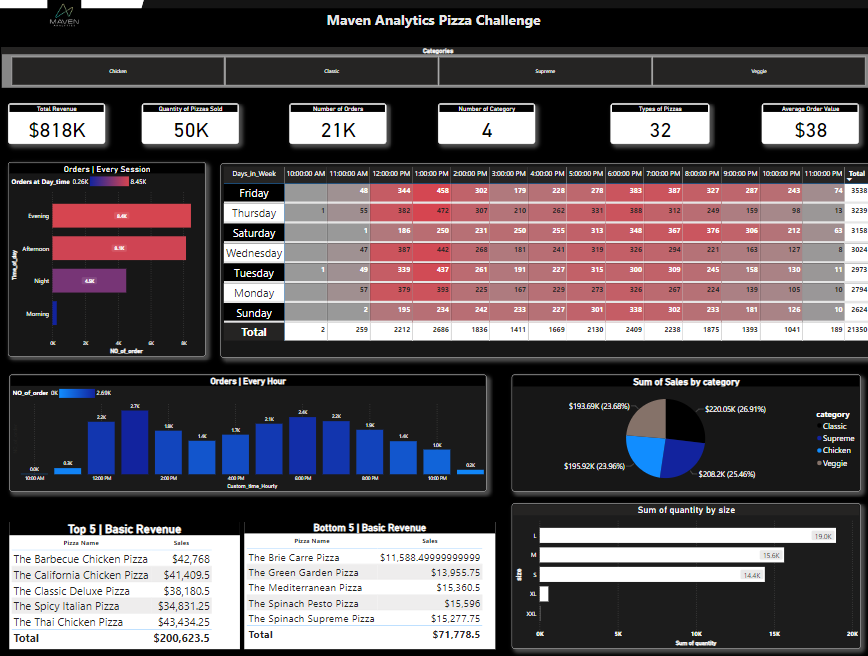 MAVEN
Maven Analytics Pizza Challenge
Categories
Chicken Classic Supreme Veggie
Total Revenue
$818K
Quantity of Pizzas Sold
50K
Number of Orders
21K
Number of Category
4
Types of Pizzas
32
Average Order Value
$38
Orders | Every Session
Orders at Day_time 0.26K 8.45K
Time_of_day
Evening 8.4K
Afternoon 8.1K
Night 4.5K
Morning
0K 2K 4K 6K 8K
NO_of_order
Days_in_Week 10:00:00 AM 11:00:00 AM 12:00:00 PM 1:00:00 PM 2:00:00 PM 3:00:00 PM 4:00:00 PM 5:00:00 PM 6:00:00 PM 7:00:00 PM 8:00:00 PM 9:00:00 PM 10:00:00 PM 11:00:00 PM Total
Friday 48 344 458 302 179 228 278 383 387 327 287 243 74 3538
Thursday 1 55 382 472 307 210 262 331 388 312 249 159 98 13 3239
Saturday 1 186 250 231 250 255 313 348 367 376 306 212 63 3158
Wednesday 47 387 442 268 181 241 319 326 294 221 163 127 8 3024
Tuesday 1 49 339 437 261 191 227 315 300 309 245 158 130 11 2973
Monday 57 379 393 225 167 229 273 326 267 224 139 105 10 2794
Sunday 2 195 234 242 233 227 301 338 302 233 181 126 10 2624
Total 2 259 2212 2686 1836 1411 1669 2130 2409 2238 1875 1393 1041 189 21350
Orders | Every Hour
NO_of_order 0K 2.69K
0.0K 0.3K 2.2K 2.7K 1.8K 1.4K 1.7K 2.1K 2.4K 2.2K 1.9K 1.4K 1.0K 0.2K
10:00 AM 12:00 PM 2:00 PM 4:00 PM 6:00 PM 8:00 PM 10:00 PM
Custom_time_Hourly
Sum of Sales by category
$193.69K (23.68%)
$220.05K (26.91%)
$195.92K (23.96%)
$208.2K (25.46%)
category
Classic
Supreme
Chicken
Veggie
Top 5 | Basic Revenue
Pizza Name Sales
The Barbecue Chicken Pizza $42,768
The California Chicken Pizza $41,409.5
The Classic Deluxe Pizza $38,180.5
The Spicy Italian Pizza $34,831.25
The Thai Chicken Pizza $43,434.25
Total $200,623.5
Bottom 5 | Basic Revenue
Pizza Name Sales
The Brie Carre Pizza $11,588.49999999999
The Green Garden Pizza $13,955.75
The Mediterranean Pizza $15,360.5
The Spinach Pesto Pizza $15,596
The Spinach Supreme Pizza $15,277.75
Total $71,778.5
Sum of quantity by size
size
L 19.0K
M 15.6K
S 14.4K
XL
XXL
0K 5K 10K 15K 20K
Sum of quantity